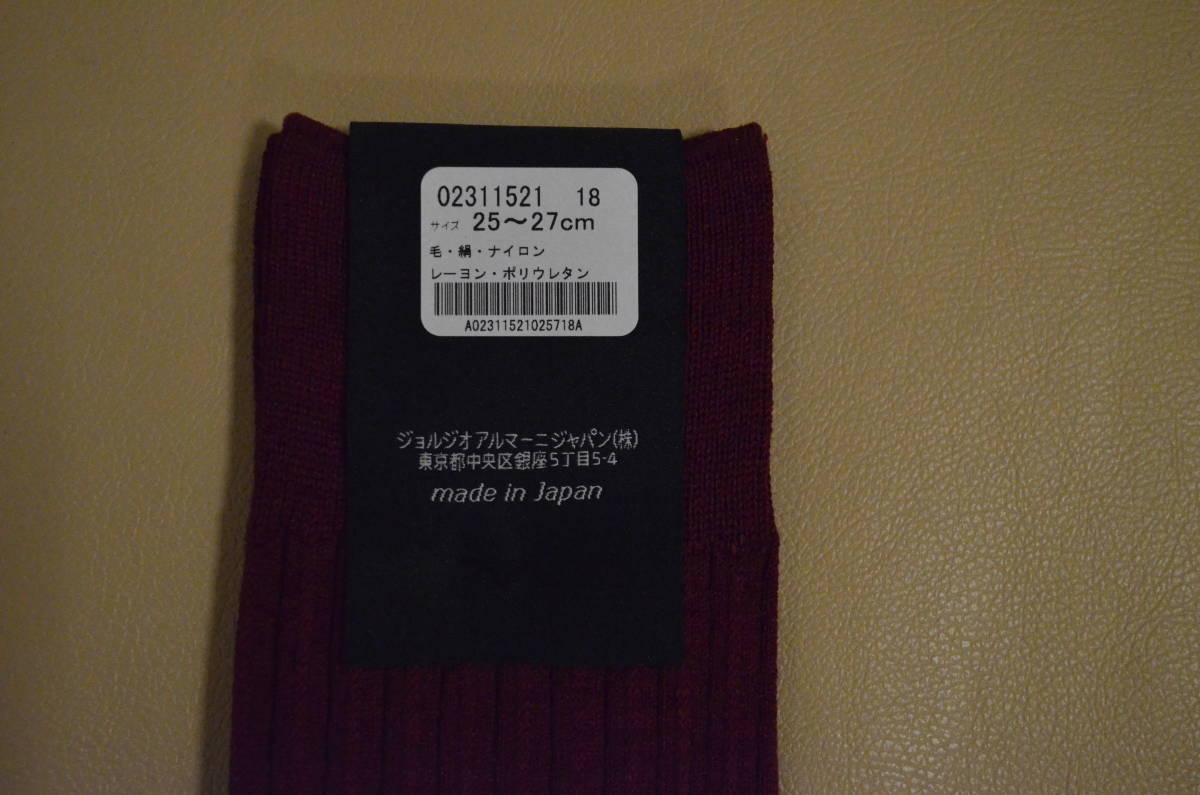 02311521 18
サイズ 25～27cm
毛・絹・ナイロン
レーヨン・ポリウレタン
A02311521025718A
ジョルジオアルマーニジャパン(株)
東京都中央区銀座5丁目5-4
made in Japan